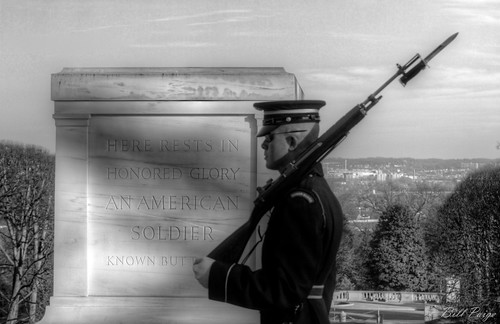 HERE RESTS IN
HONORED GLORY
AN AMERICAN
SOLDIER
KNOWN BUT
Bill Paige